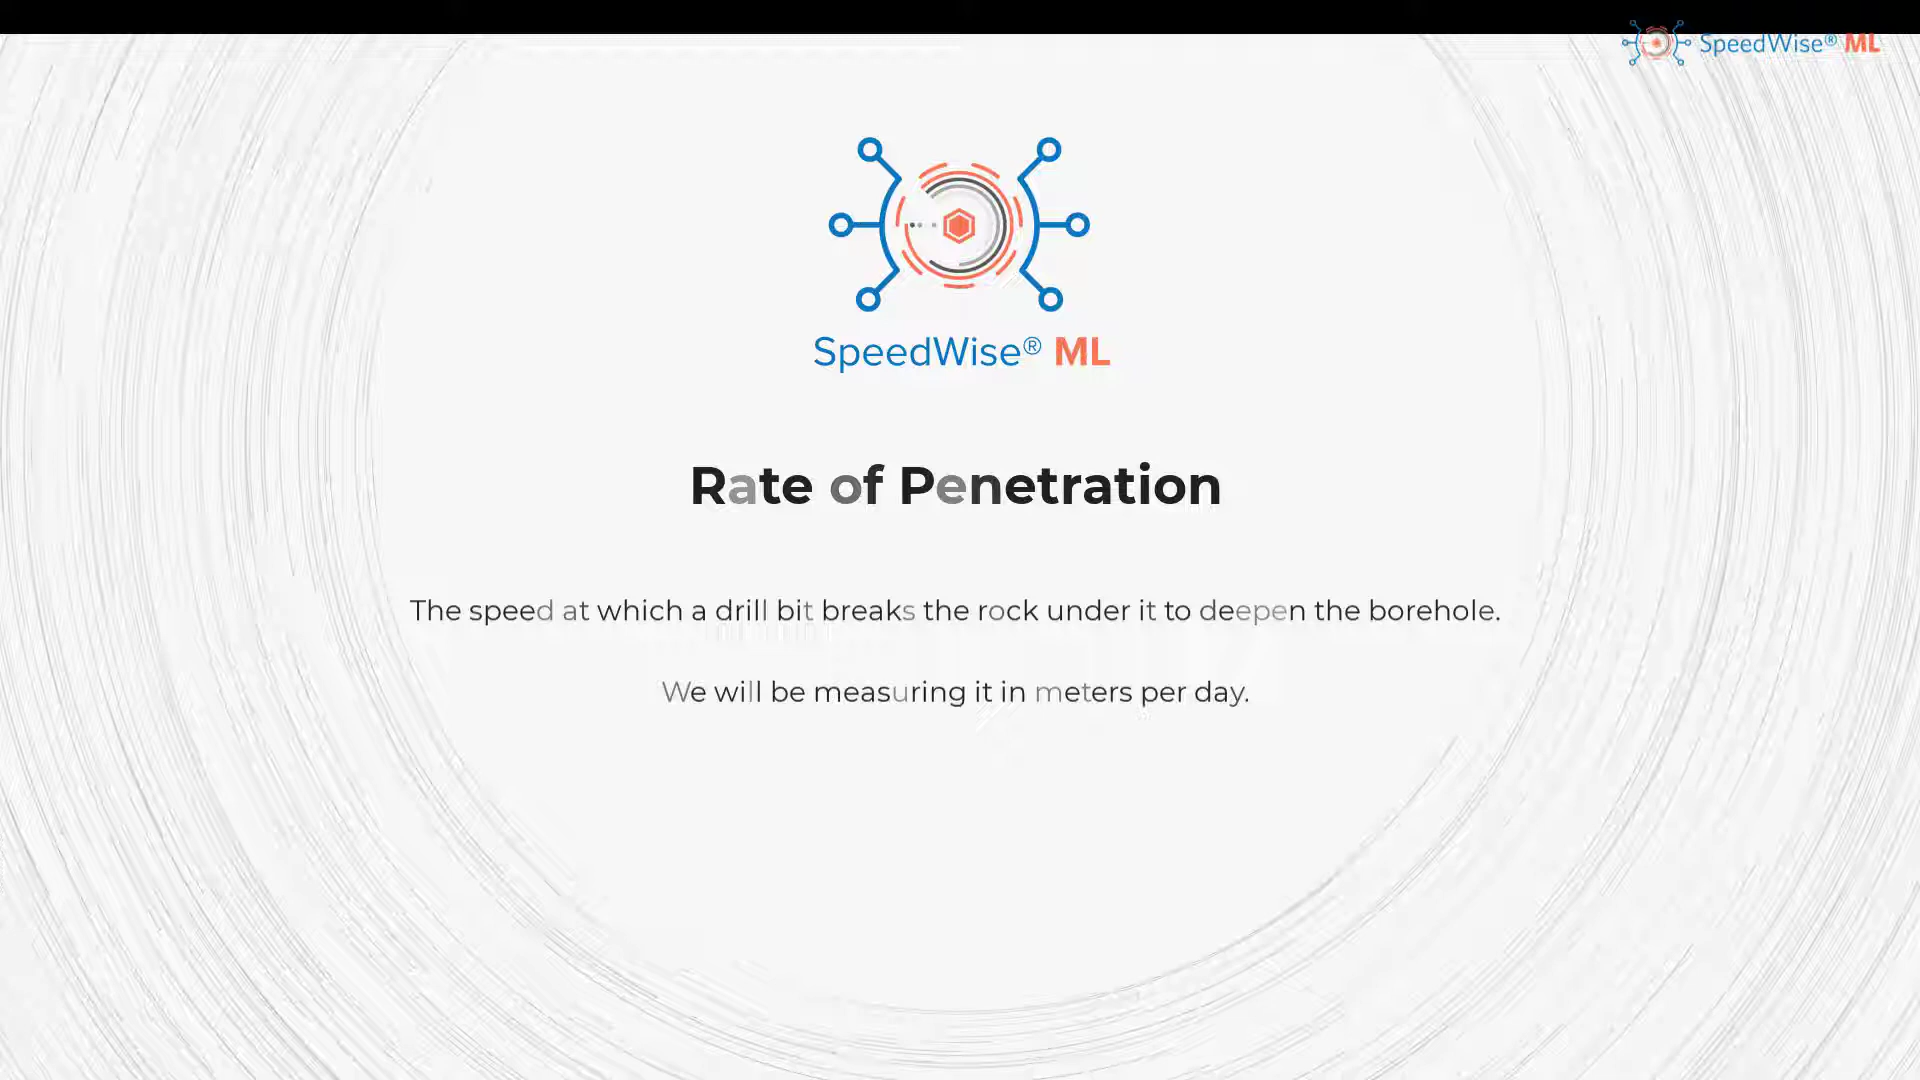 SpeedWise® ML
SpeedWise® ML
Rate of Penetration
The speed at which a drill bit breaks the rock under it to deepen the borehole.
We will be measuring it in meters per day.